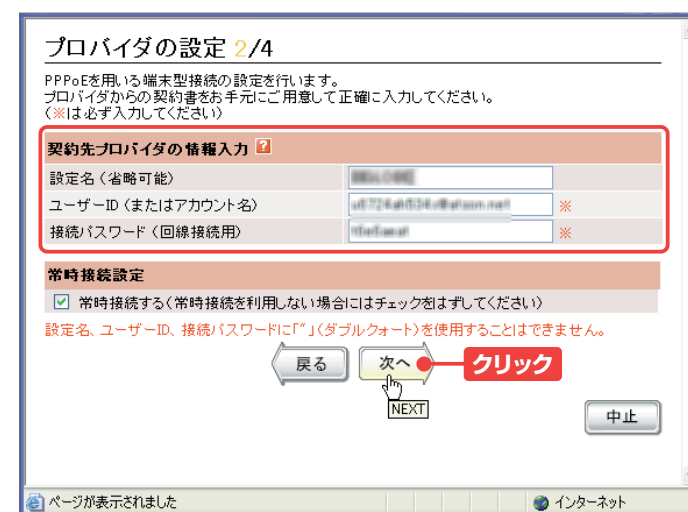 プロバイダの設定 2/4
PPPoEを用いる端末型接続の設定を行います。
プロバイダからの契約書をお手元にご用意して正確に入力してください。
(※は必ず入力してください)
契約先プロバイダの情報入力 ?
設定名(省略可能)
ユーザーID(またはアカウント名) ※
接続パスワード(回線接続用) ※
常時接続設定
常時接続する(常時接続を利用しない場合にはチェックをはずしてください)
設定名、ユーザーID、接続パスワードに「"」(ダブルクォート)を使用することはできません。
戻る 次へ クリック
NEXT
中止
ページが表示されました インターネット